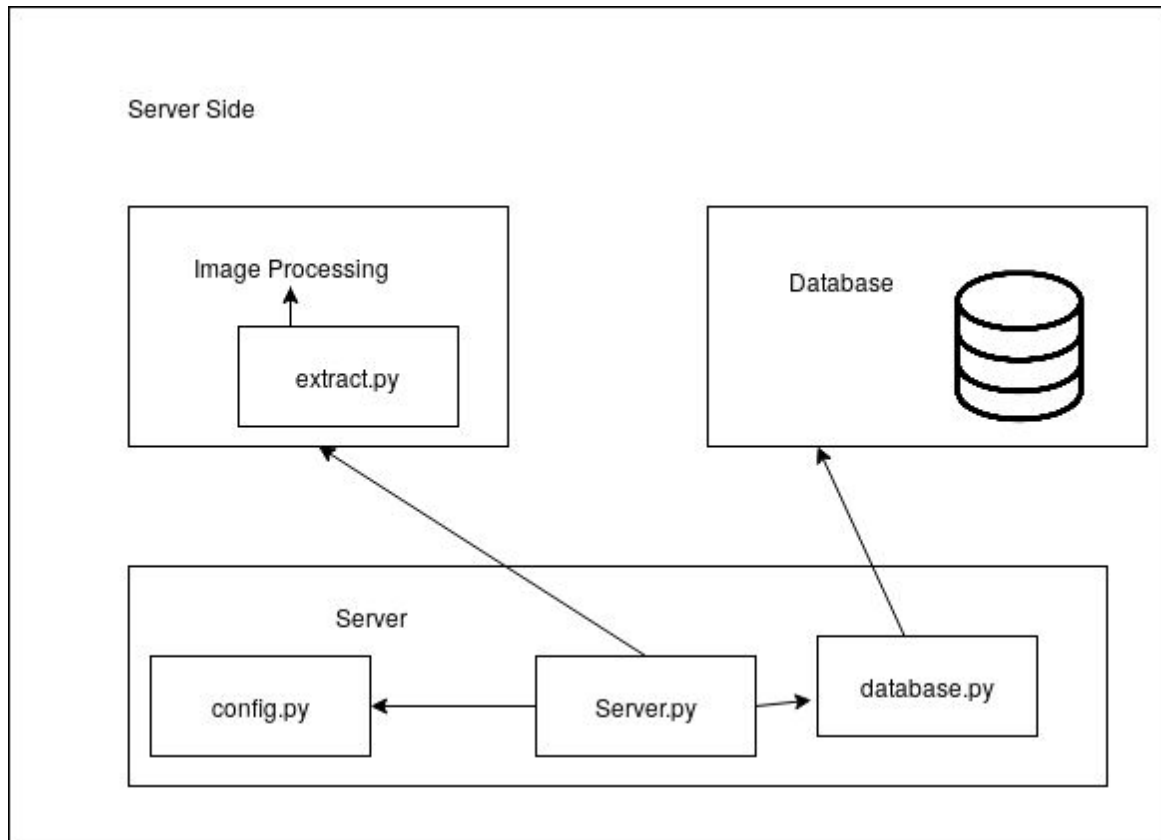 Server Side
Image Processing
extract.py
Database
Server
config.py
Server.py
database.py